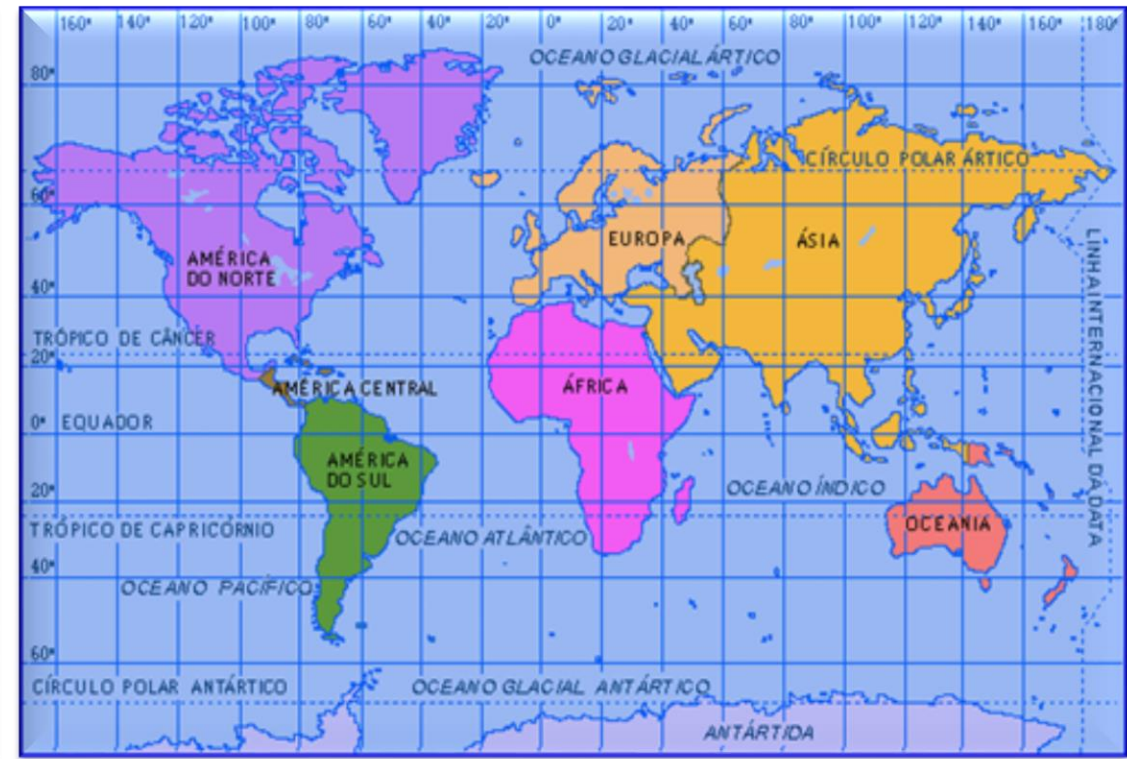 160° 140° 120° 100° 80° 60° 40° 20° 0° 20° 40° 60° 80° 100° 120° 140° 160° 180°
OCEANO GLACIAL ÁRTICO
80°
CÍRCULO POLAR ÁRTICO
60°
EUROPA
ÁSIA
AMÉRICA
DO NORTE
40°
LINHA INTERNACIONAL DA DATA
TRÓPICO DE CÂNCER
20°
AMÉRICA CENTRAL
ÁFRICA
0° EQUADOR
AMÉRICA
DO SUL
20°
OCEANO ÍNDICO
TRÓPICO DE CAPRICÓRNIO
OCEANO ATLÂNTICO
OCEANIA
40°
OCEANO PACÍFICO
60°
CÍRCULO POLAR ANTÁRTICO
OCEANO GLACIAL ANTÁRTICO
ANTÁRTIDA